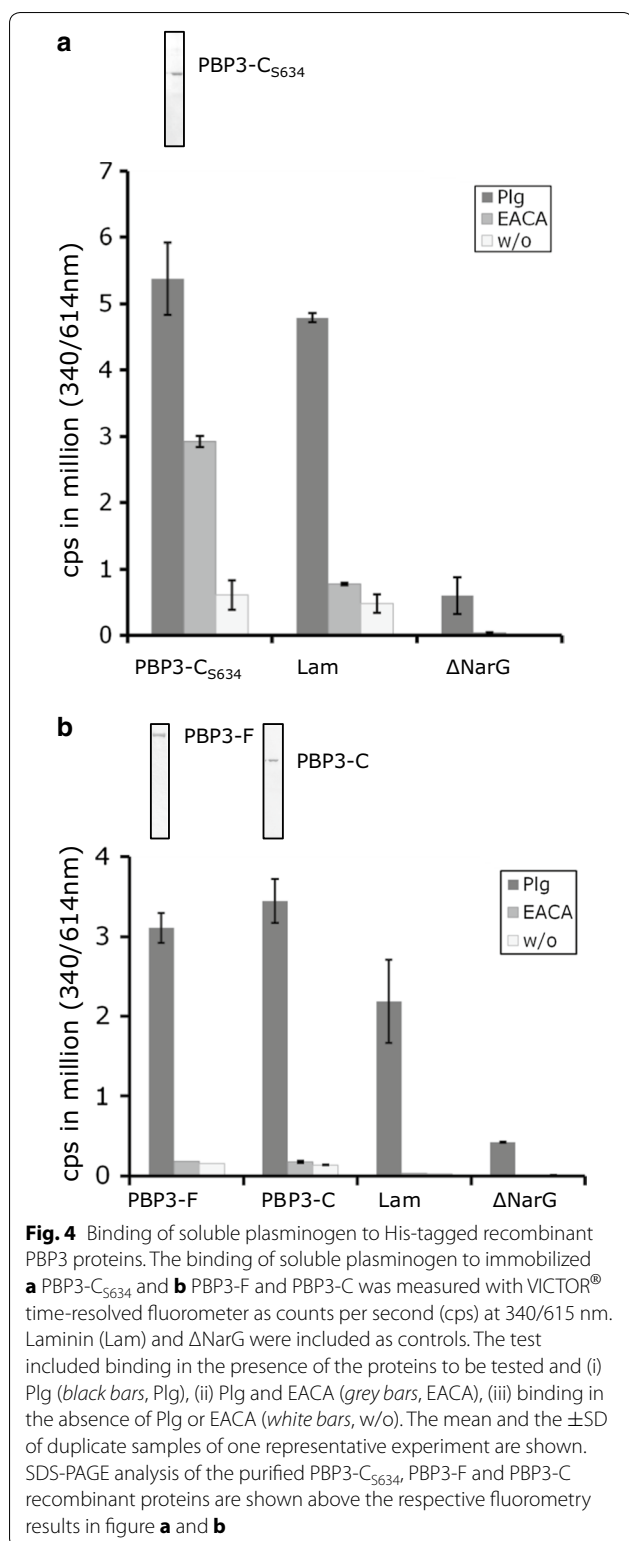 a
PBP3-C_S634
7
6
5
4
3
2
1
0
cps in million (340/614nm)
Plg
EACA
w/o
PBP3-C_S634 Lam ΔNarG
b
PBP3-F
PBP3-C
4
3
2
1
0
cps in million (340/614nm)
Plg
EACA
w/o
PBP3-F PBP3-C Lam ΔNarG
Fig. 4 Binding of soluble plasminogen to His-tagged recombinant
PBP3 proteins. The binding of soluble plasminogen to immobilized
a PBP3-C_S634 and b PBP3-F and PBP3-C was measured with VICTOR®
time-resolved fluorometer as counts per second (cps) at 340/615 nm.
Laminin (Lam) and ΔNarG were included as controls. The test
included binding in the presence of the proteins to be tested and (i)
Plg (black bars, Plg), (ii) Plg and EACA (grey bars, EACA), (iii) binding in
the absence of Plg or EACA (white bars, w/o). The mean and the ±SD
of duplicate samples of one representative experiment are shown.
SDS-PAGE analysis of the purified PBP3-C_S634, PBP3-F and PBP3-C
recombinant proteins are shown above the respective fluorometry
results in figure a and b